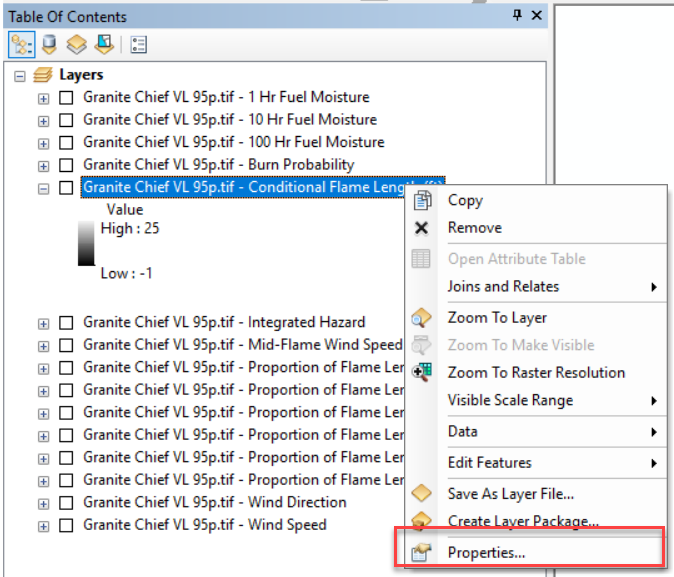 Table Of Contents
Layers
Granite Chief VL 95p.tif - 1 Hr Fuel Moisture
Granite Chief VL 95p.tif - 10 Hr Fuel Moisture
Granite Chief VL 95p.tif - 100 Hr Fuel Moisture
Granite Chief VL 95p.tif - Burn Probability
Granite Chief VL 95p.tif - Conditional Flame Length (ft)
Value
High : 25
Low : -1
Granite Chief VL 95p.tif - Integrated Hazard
Granite Chief VL 95p.tif - Mid-Flame Wind Speed
Granite Chief VL 95p.tif - Proportion of Flame Ler
Granite Chief VL 95p.tif - Proportion of Flame Ler
Granite Chief VL 95p.tif - Proportion of Flame Ler
Granite Chief VL 95p.tif - Proportion of Flame Ler
Granite Chief VL 95p.tif - Proportion of Flame Ler
Granite Chief VL 95p.tif - Proportion of Flame Ler
Granite Chief VL 95p.tif - Wind Direction
Granite Chief VL 95p.tif - Wind Speed
Copy
Remove
Open Attribute Table
Joins and Relates
Zoom To Layer
Zoom To Make Visible
Zoom To Raster Resolution
Visible Scale Range
Data
Edit Features
Save As Layer File...
Create Layer Package...
Properties...